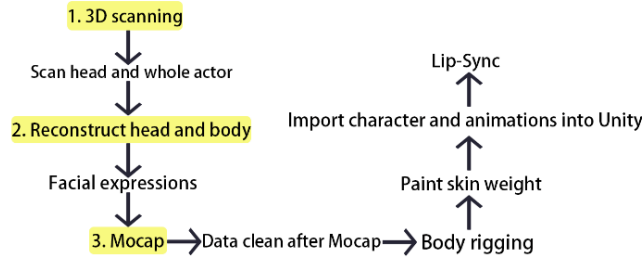 1. 3D scanning
Scan head and whole actor
2. Reconstruct head and body
Facial expressions
3. Mocap
Data clean after Mocap
Body rigging
Paint skin weight
Import character and animations into Unity
Lip-Sync